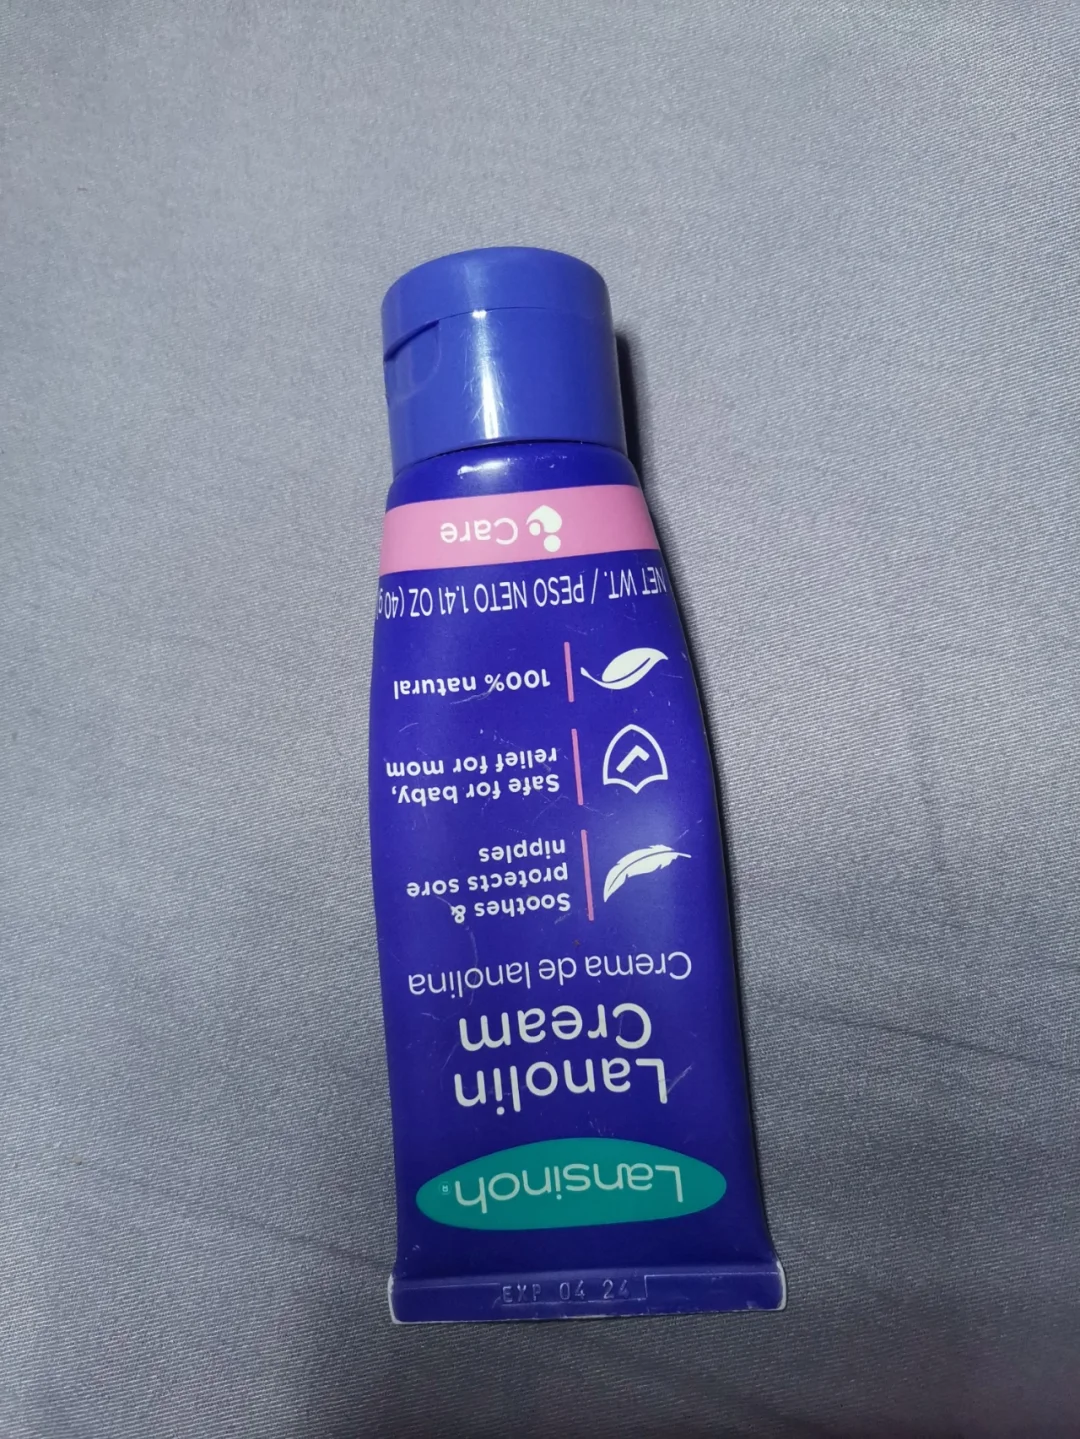 Lansinoh®
Lanolin
Cream
Crema de lanolina
Soothes &
protects sore
nipples
Safe for baby,
relief for mom
100% natural
NET WT. / PESO NETO 1.41 OZ (40 g
Care
EXP 04 24